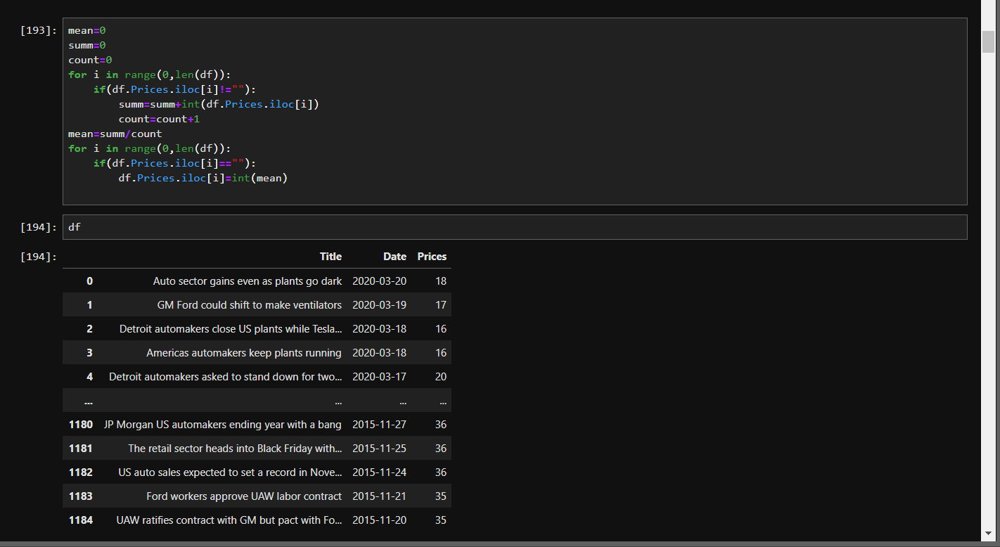 [193]: mean=0
summ=0
count=0
for i in range(0,len(df)):
    if(df.Prices.iloc[i]!=""):
        summ=summ+int(df.Prices.iloc[i])
        count=count+1
mean=summ/count
for i in range(0,len(df)):
    if(df.Prices.iloc[i]==""):
        df.Prices.iloc[i]=int(mean)
[194]: df
[194]: Title Date Prices
0 Auto sector gains even as plants go dark 2020-03-20 18
1 GM Ford could shift to make ventilators 2020-03-19 17
2 Detroit automakers close US plants while Tesla... 2020-03-18 16
3 Americas automakers keep plants running 2020-03-18 16
4 Detroit automakers asked to stand down for two... 2020-03-17 20
... ... ... ...
1180 JP Morgan US automakers ending year with a bang 2015-11-27 36
1181 The retail sector heads into Black Friday with... 2015-11-25 36
1182 US auto sales expected to set a record in Nove... 2015-11-24 36
1183 Ford workers approve UAW labor contract 2015-11-21 35
1184 UAW ratifies contract with GM but pact with Fo... 2015-11-20 35